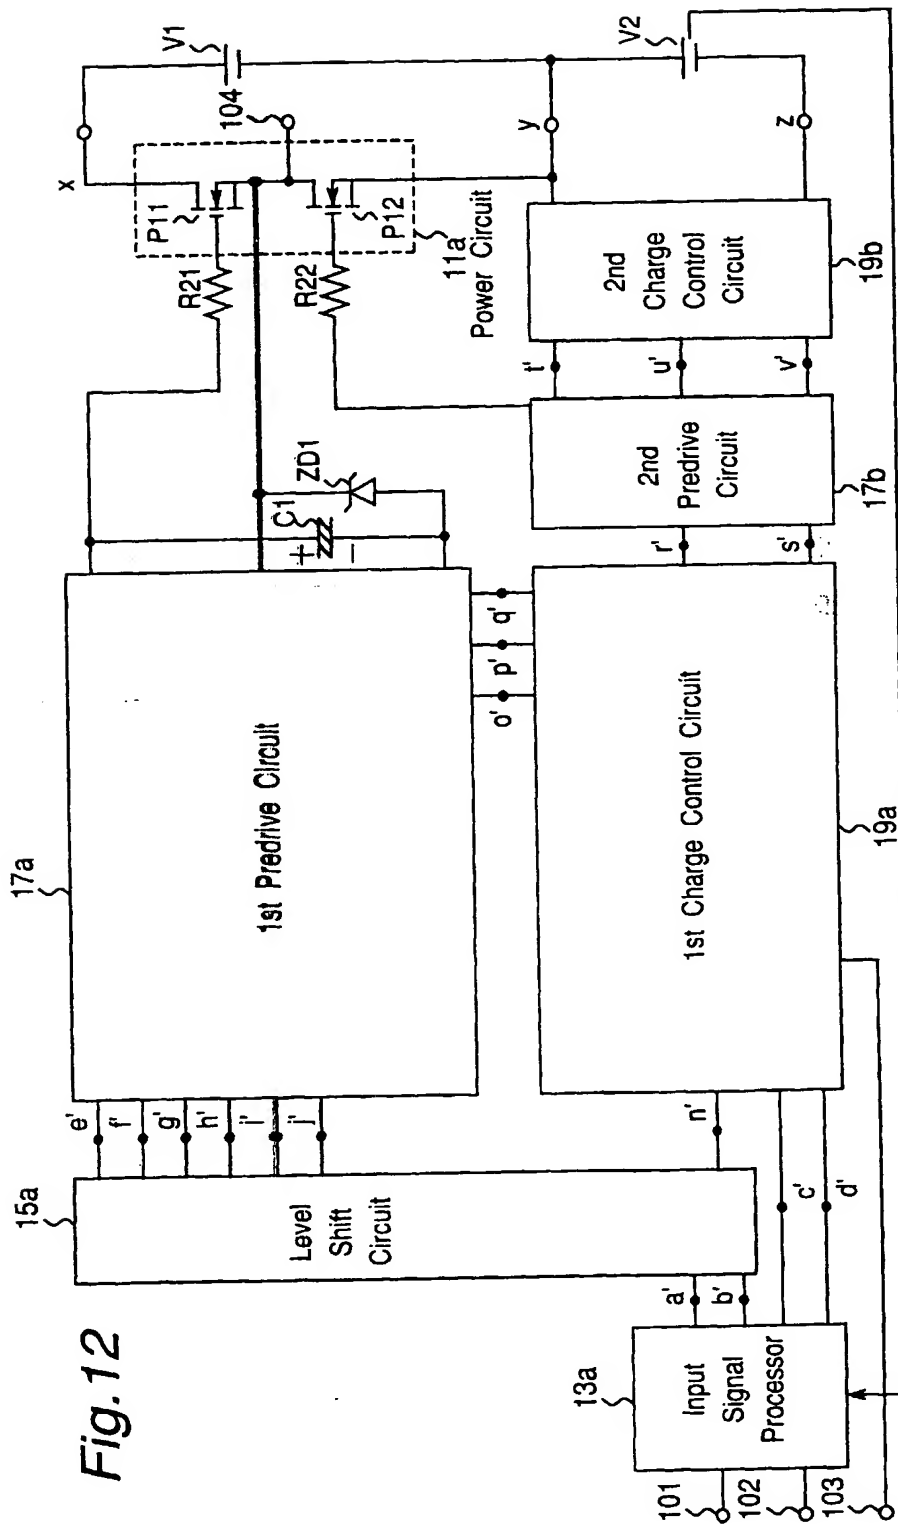 Fig.12
13a
Input
Signal
Processor
101
102
103
a'
b'
c'
d'
15a
Level
Shift
Circuit
e'
f'
g'
h'
i'
j'
n'
17a
1st Predrive Circuit
o'
p'
q'
1st Charge Control Circuit
19a
r'
s'
C1
+
−
ZD1
R21
R22
P11
P12
11a
Power Circuit
104
x
V1
y
V2
z
2nd
Predrive
Circuit
17b
t'
u'
v'
2nd
Charge
Control
Circuit
19b